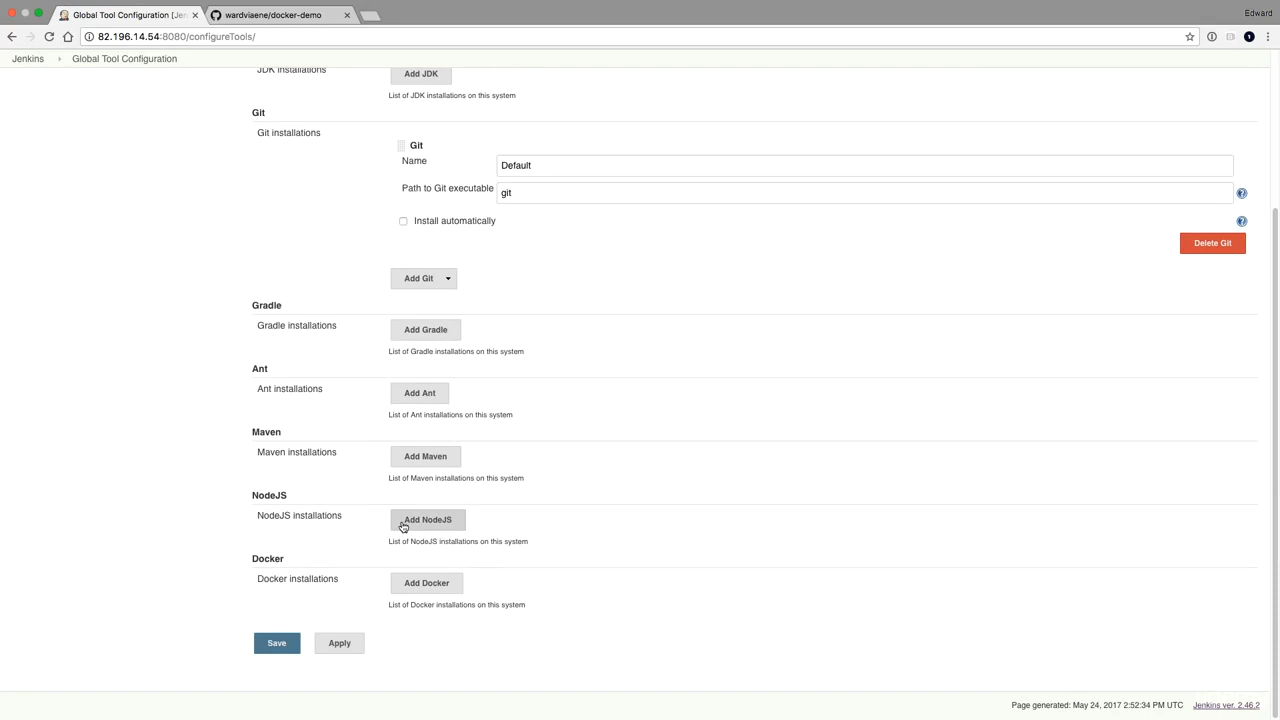 Global Tool Configuration [Jen
wardviaene/docker-demo
Edward
82.196.14.54:8080/configureTools/
Jenkins
Global Tool Configuration
JDK installations
Add JDK
List of JDK installations on this system
Git
Git installations
Git
Name
Default
Path to Git executable
git
Install automatically
Delete Git
Add Git
Gradle
Gradle installations
Add Gradle
List of Gradle installations on this system
Ant
Ant installations
Add Ant
List of Ant installations on this system
Maven
Maven installations
Add Maven
List of Maven installations on this system
NodeJS
NodeJS installations
Add NodeJS
List of NodeJS installations on this system
Docker
Docker installations
Add Docker
List of Docker installations on this system
Save
Apply
Page generated: May 24, 2017 2:52:34 PM UTC
Jenkins ver. 2.46.2